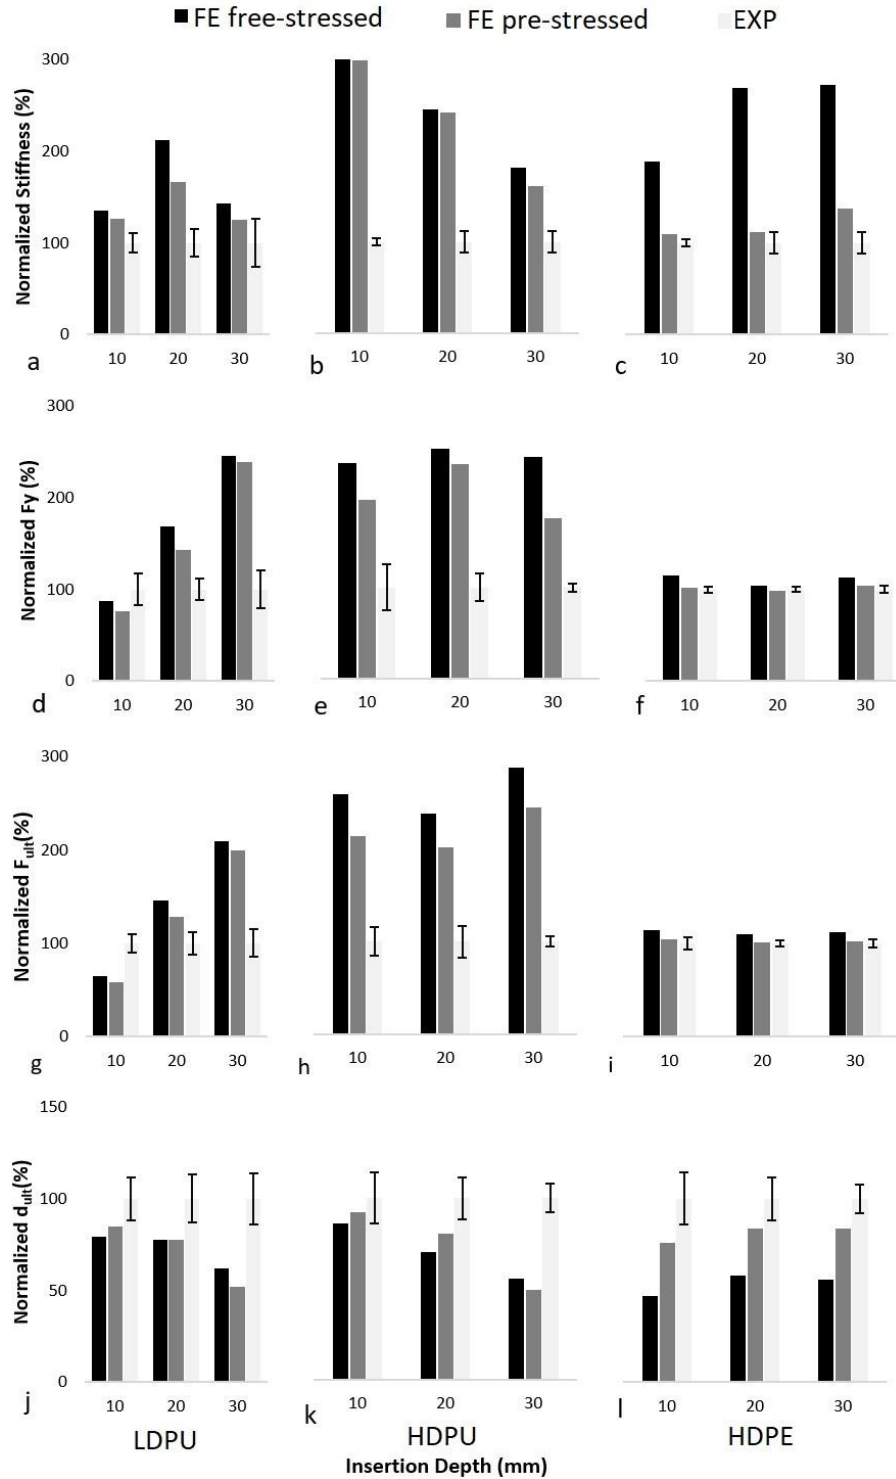 FE free-stressed FE pre-stressed EXP
Normalized Stiffness (%)
300
200
100
0
10 20 30
10 20 30
10 20 30
a b c
Normalized Fy (%)
300
200
100
0
10 20 30
10 20 30
10 20 30
d e f
Normalized Fult(%)
300
200
100
0
10 20 30
10 20 30
10 20 30
g h i
Normalized dult(%)
150
100
50
0
10 20 30
10 20 30
10 20 30
j k l
LDPU HDPU HDPE
Insertion Depth (mm)